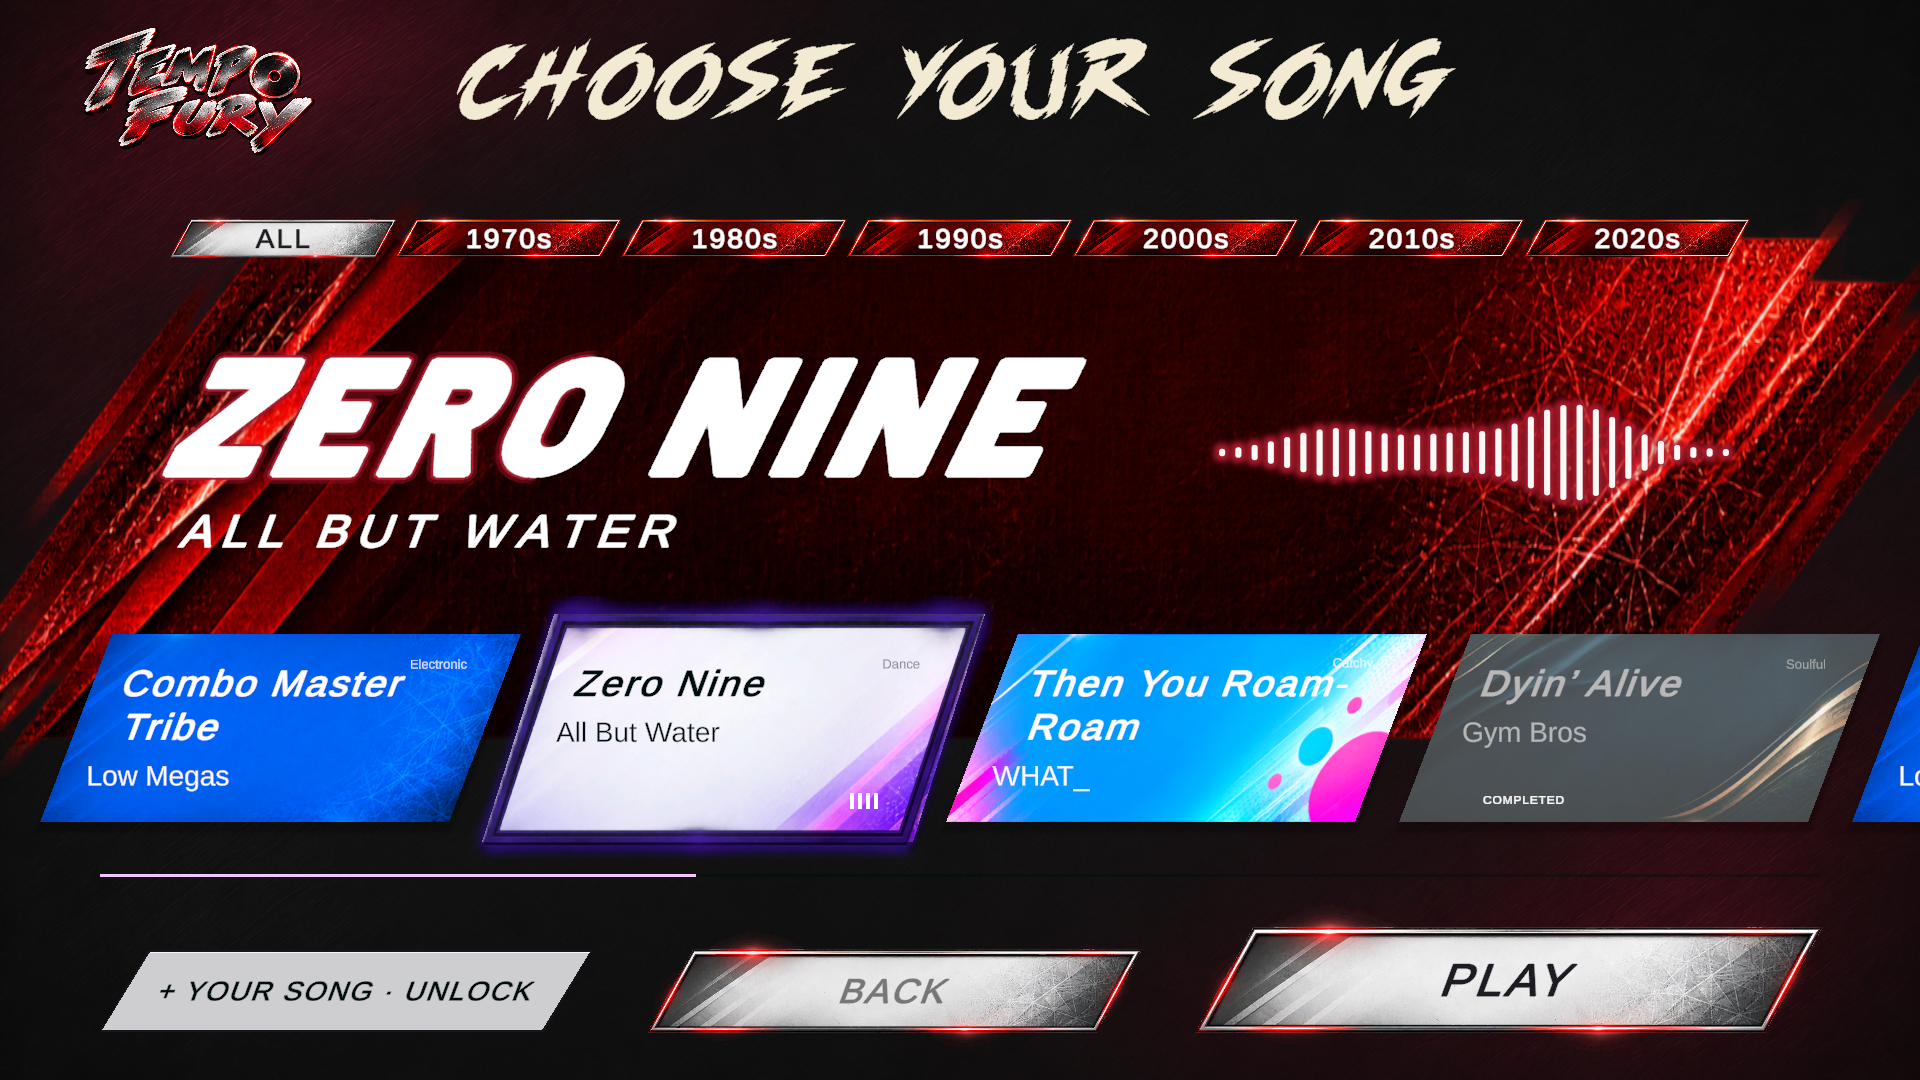 TEMPO
FURY
CHOOSE YOUR SONG
ALL
1970s
1980s
1990s
2000s
2010s
2020s
ZERO NINE
ALL BUT WATER
Electronic
Combo Master
Tribe
Low Megas
Dance
Zero Nine
All But Water
Catchy
Then You Roam-
Roam
WHAT_
Soulful
Dyin’ Alive
Gym Bros
COMPLETED
+ YOUR SONG · UNLOCK
BACK
PLAY